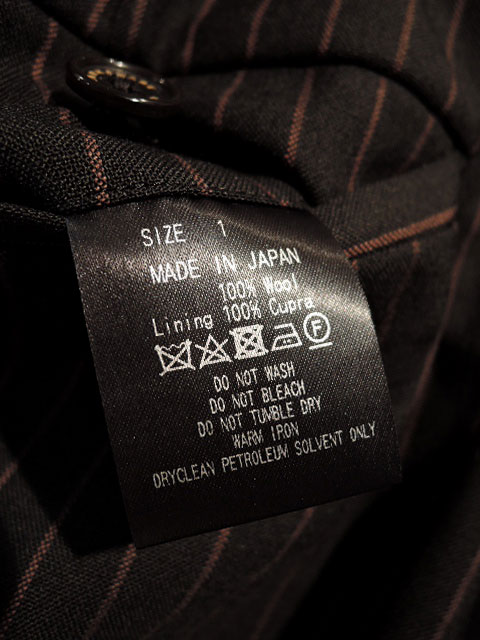 SIZE 1
MADE IN JAPAN
100% Wool
Lining 100% Cupra
F
DO NOT WASH
DO NOT BLEACH
DO NOT TUMBLE DRY
WARM IRON
DRYCLEAN PETROLEUM SOLVENT ONLY